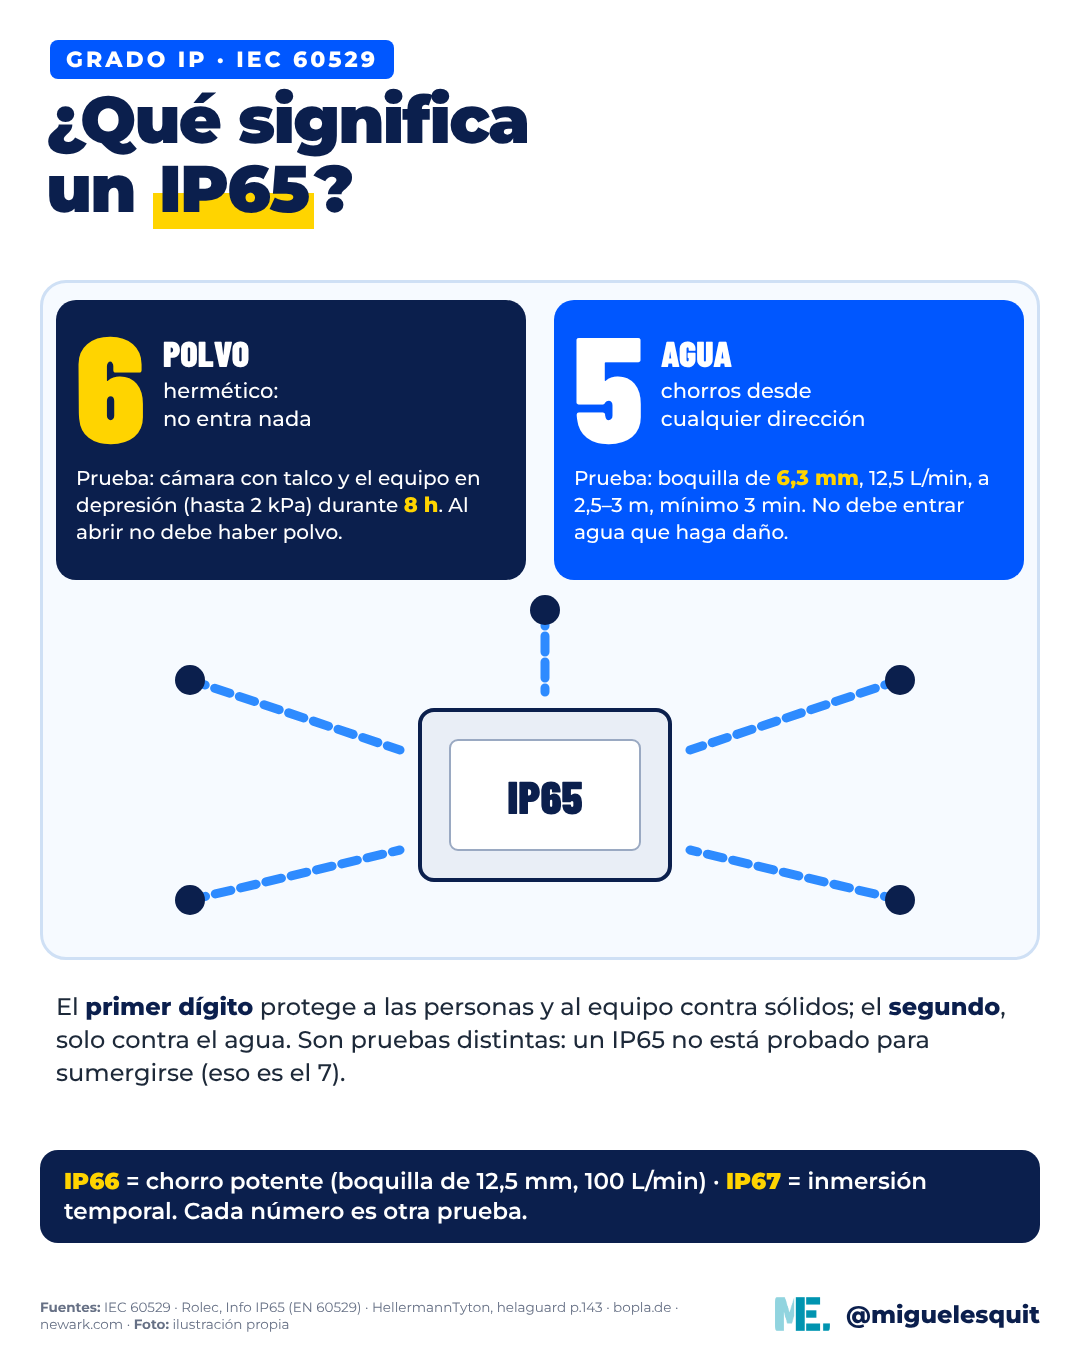 GRADO IP · IEC 60529
¿Qué significa
un IP65?
6
POLVO
hermético:
no entra nada
Prueba: cámara con talco y el equipo en
depresión (hasta 2 kPa) durante 8 h. Al
abrir no debe haber polvo.
5
AGUA
chorros desde
cualquier dirección
Prueba: boquilla de 6,3 mm, 12,5 L/min, a
2,5–3 m, mínimo 3 min. No debe entrar
agua que haga daño.
IP65
El primer dígito protege a las personas y al equipo contra sólidos; el segundo,
solo contra el agua. Son pruebas distintas: un IP65 no está probado para
sumergirse (eso es el 7).
IP66 = chorro potente (boquilla de 12,5 mm, 100 L/min) · IP67 = inmersión
temporal. Cada número es otra prueba.
Fuentes: IEC 60529 · Rolec, Info IP65 (EN 60529) · HellermannTyton, helaguard p.143 · bopla.de ·
newark.com · Foto: ilustración propia
ME.
@miguelesquit